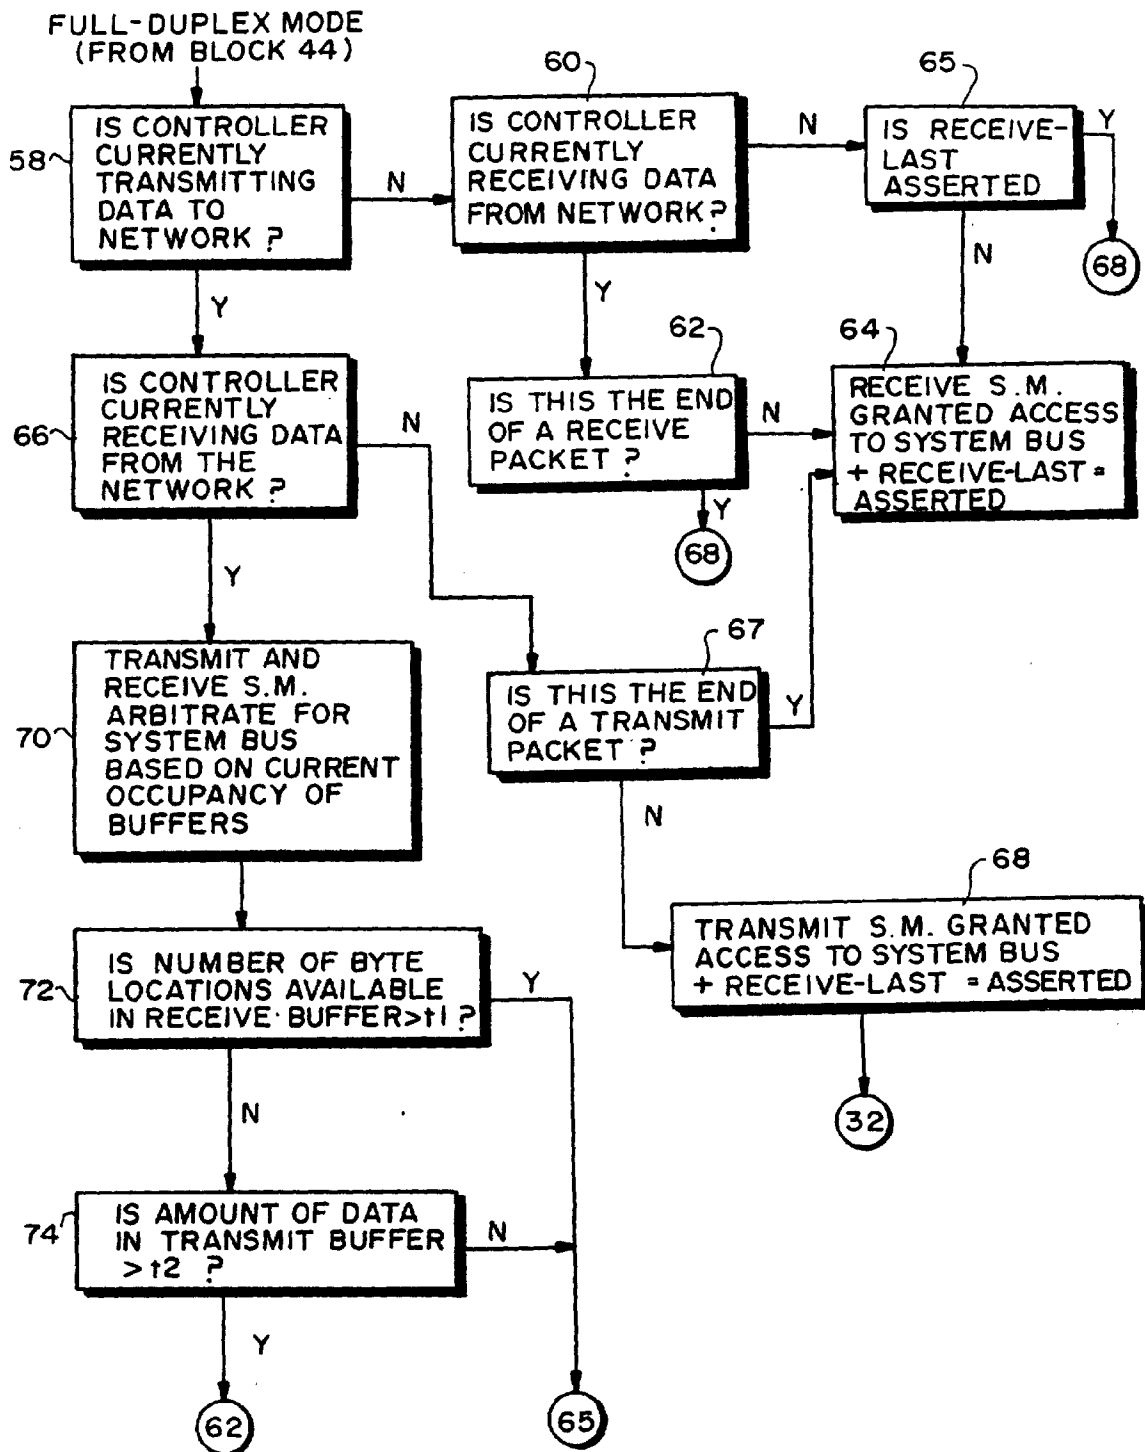 FULL-DUPLEX MODE
(FROM BLOCK 44)
58
IS CONTROLLER
CURRENTLY
TRANSMITTING
DATA TO
NETWORK ?
N
Y
60
IS CONTROLLER
CURRENTLY
RECEIVING DATA
FROM NETWORK ?
N
Y
65
IS RECEIVE-
LAST
ASSERTED
Y
68
N
66
IS CONTROLLER
CURRENTLY
RECEIVING DATA
FROM THE
NETWORK ?
N
Y
62
IS THIS THE END
OF A RECEIVE
PACKET ?
N
Y
68
64
RECEIVE S.M.
GRANTED ACCESS
TO SYSTEM BUS
+ RECEIVE-LAST =
ASSERTED
70
TRANSMIT AND
RECEIVE S.M.
ARBITRATE FOR
SYSTEM BUS
BASED ON CURRENT
OCCUPANCY OF
BUFFERS
67
IS THIS THE END
OF A TRANSMIT
PACKET ?
Y
N
68
TRANSMIT S.M. GRANTED
ACCESS TO SYSTEM BUS
+ RECEIVE-LAST = ASSERTED
32
72
IS NUMBER OF BYTE
LOCATIONS AVAILABLE
IN RECEIVE BUFFER>t1 ?
Y
N
74
IS AMOUNT OF DATA
IN TRANSMIT BUFFER
>t2 ?
N
Y
62
65